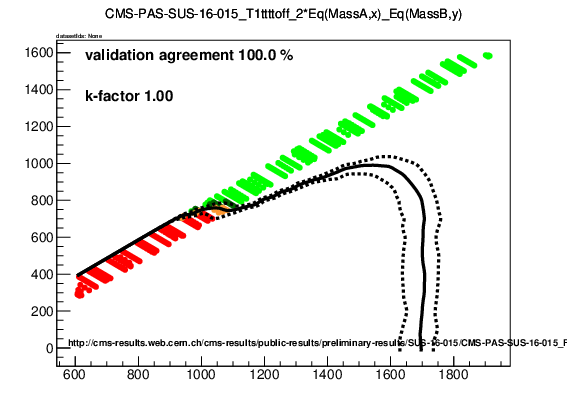 CMS-PAS-SUS-16-015_T1ttttoff_2*Eq(MassA,x)_Eq(MassB,y)
datasetIds: None
validation agreement 100.0 %
k-factor 1.00
1600
1400
1200
1000
800
600
400
200
0
http://cms-results.web.cern.ch/cms-results/public-results/preliminary-results/SUS-16-015/CMS-PAS-SUS-16-015_F
600 800 1000 1200 1400 1600 1800